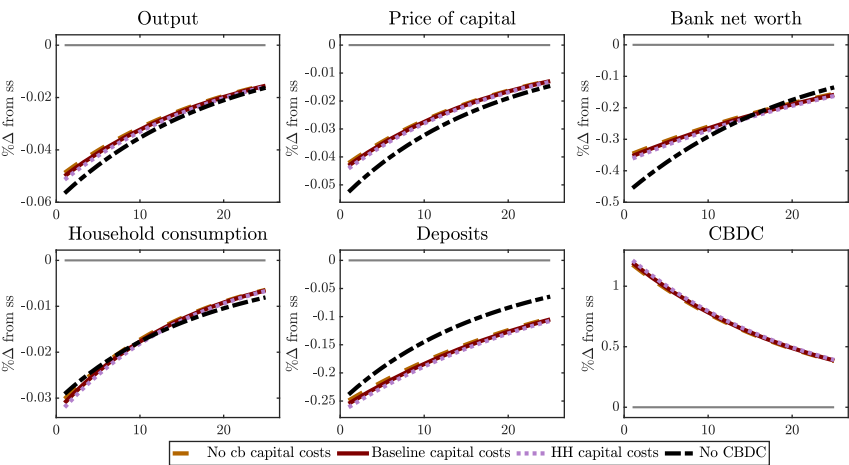 Output Price of capital Bank net worth
0 0 0
-0.02 -0.01 -0.1
-0.04 -0.02 -0.2
-0.06 -0.03 -0.3
-0.04 -0.4
-0.05 -0.5
%Δ from ss %Δ from ss %Δ from ss
0 10 20 0 10 20 0 10 20
Household consumption Deposits CBDC
0 0 1
-0.01 -0.05 0.5
-0.02 -0.1 0
-0.03 -0.15
-0.2
-0.25
%Δ from ss %Δ from ss %Δ from ss
0 10 20 0 10 20 0 10 20
No cb capital costs Baseline capital costs HH capital costs No CBDC